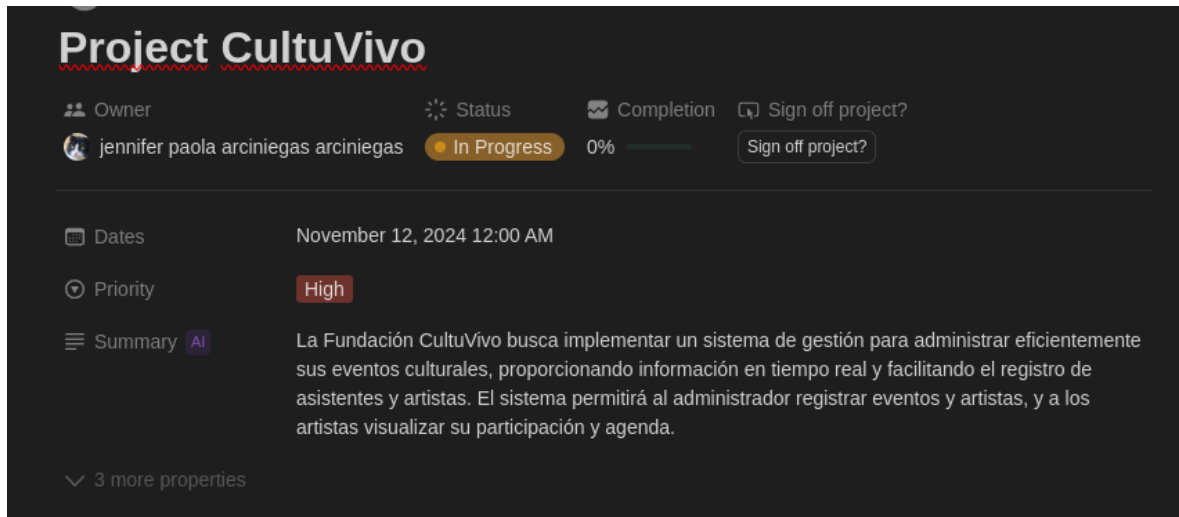 Project CultuVivo
Owner
Status
Completion
Sign off project?
jennifer paola arciniegas arciniegas
In Progress
0%
Sign off project?
Dates
November 12, 2024 12:00 AM
Priority
High
Summary AI
La Fundación CultuVivo busca implementar un sistema de gestión para administrar eficientemente
sus eventos culturales, proporcionando información en tiempo real y facilitando el registro de
asistentes y artistas. El sistema permitirá al administrador registrar eventos y artistas, y a los
artistas visualizar su participación y agenda.
3 more properties